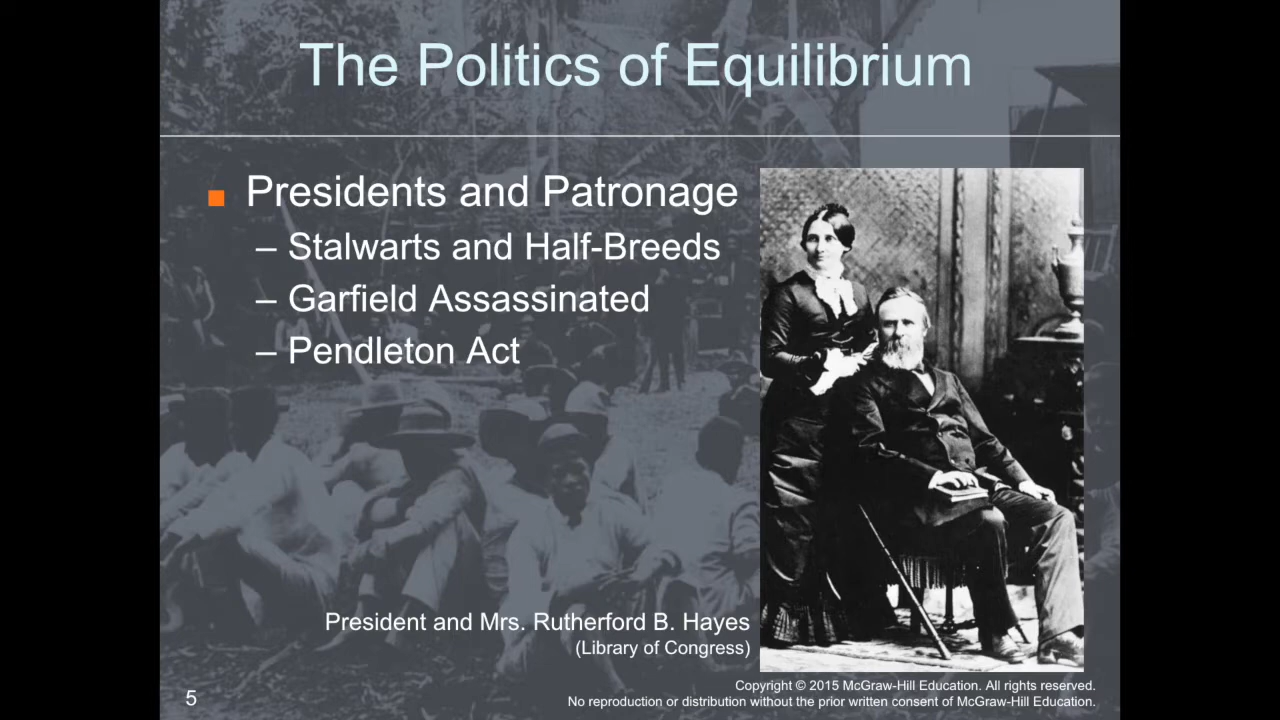 The Politics of Equilibrium
■ Presidents and Patronage
– Stalwarts and Half-Breeds
– Garfield Assassinated
– Pendleton Act
President and Mrs. Rutherford B. Hayes
(Library of Congress)
5
Copyright © 2015 McGraw-Hill Education. All rights reserved.
No reproduction or distribution without the prior written consent of McGraw-Hill Education.